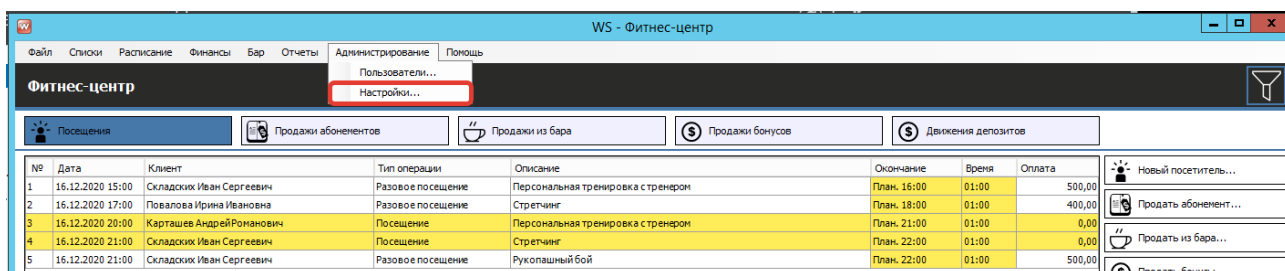 WS - Фитнес-центр
Файл Списки Расписание Финансы Бар Отчеты Администрирование Помощь
Пользователи...
Настройки...
Фитнес-центр
Посещения Продажи абонементов Продажи из бара Продажи бонусов Движения депозитов
№ Дата Клиент Тип операции Описание Окончание Время Оплата
1 16.12.2020 15:00 Складских Иван Сергеевич Разовое посещение Персональная тренировка с тренером План. 16:00 01:00 500,00
2 16.12.2020 17:00 Повалова Ирина Ивановна Разовое посещение Стретчинг План. 18:00 01:00 400,00
3 16.12.2020 20:00 Карташев Андрей Романович Посещение Персональная тренировка с тренером План. 21:00 01:00 0,00
4 16.12.2020 21:00 Складских Иван Сергеевич Посещение Стретчинг План. 22:00 01:00 0,00
5 16.12.2020 21:00 Складских Иван Сергеевич Разовое посещение Рукопашный бой План. 22:00 01:00 500,00
Новый посетитель...
Продать абонемент...
Продать из бара...